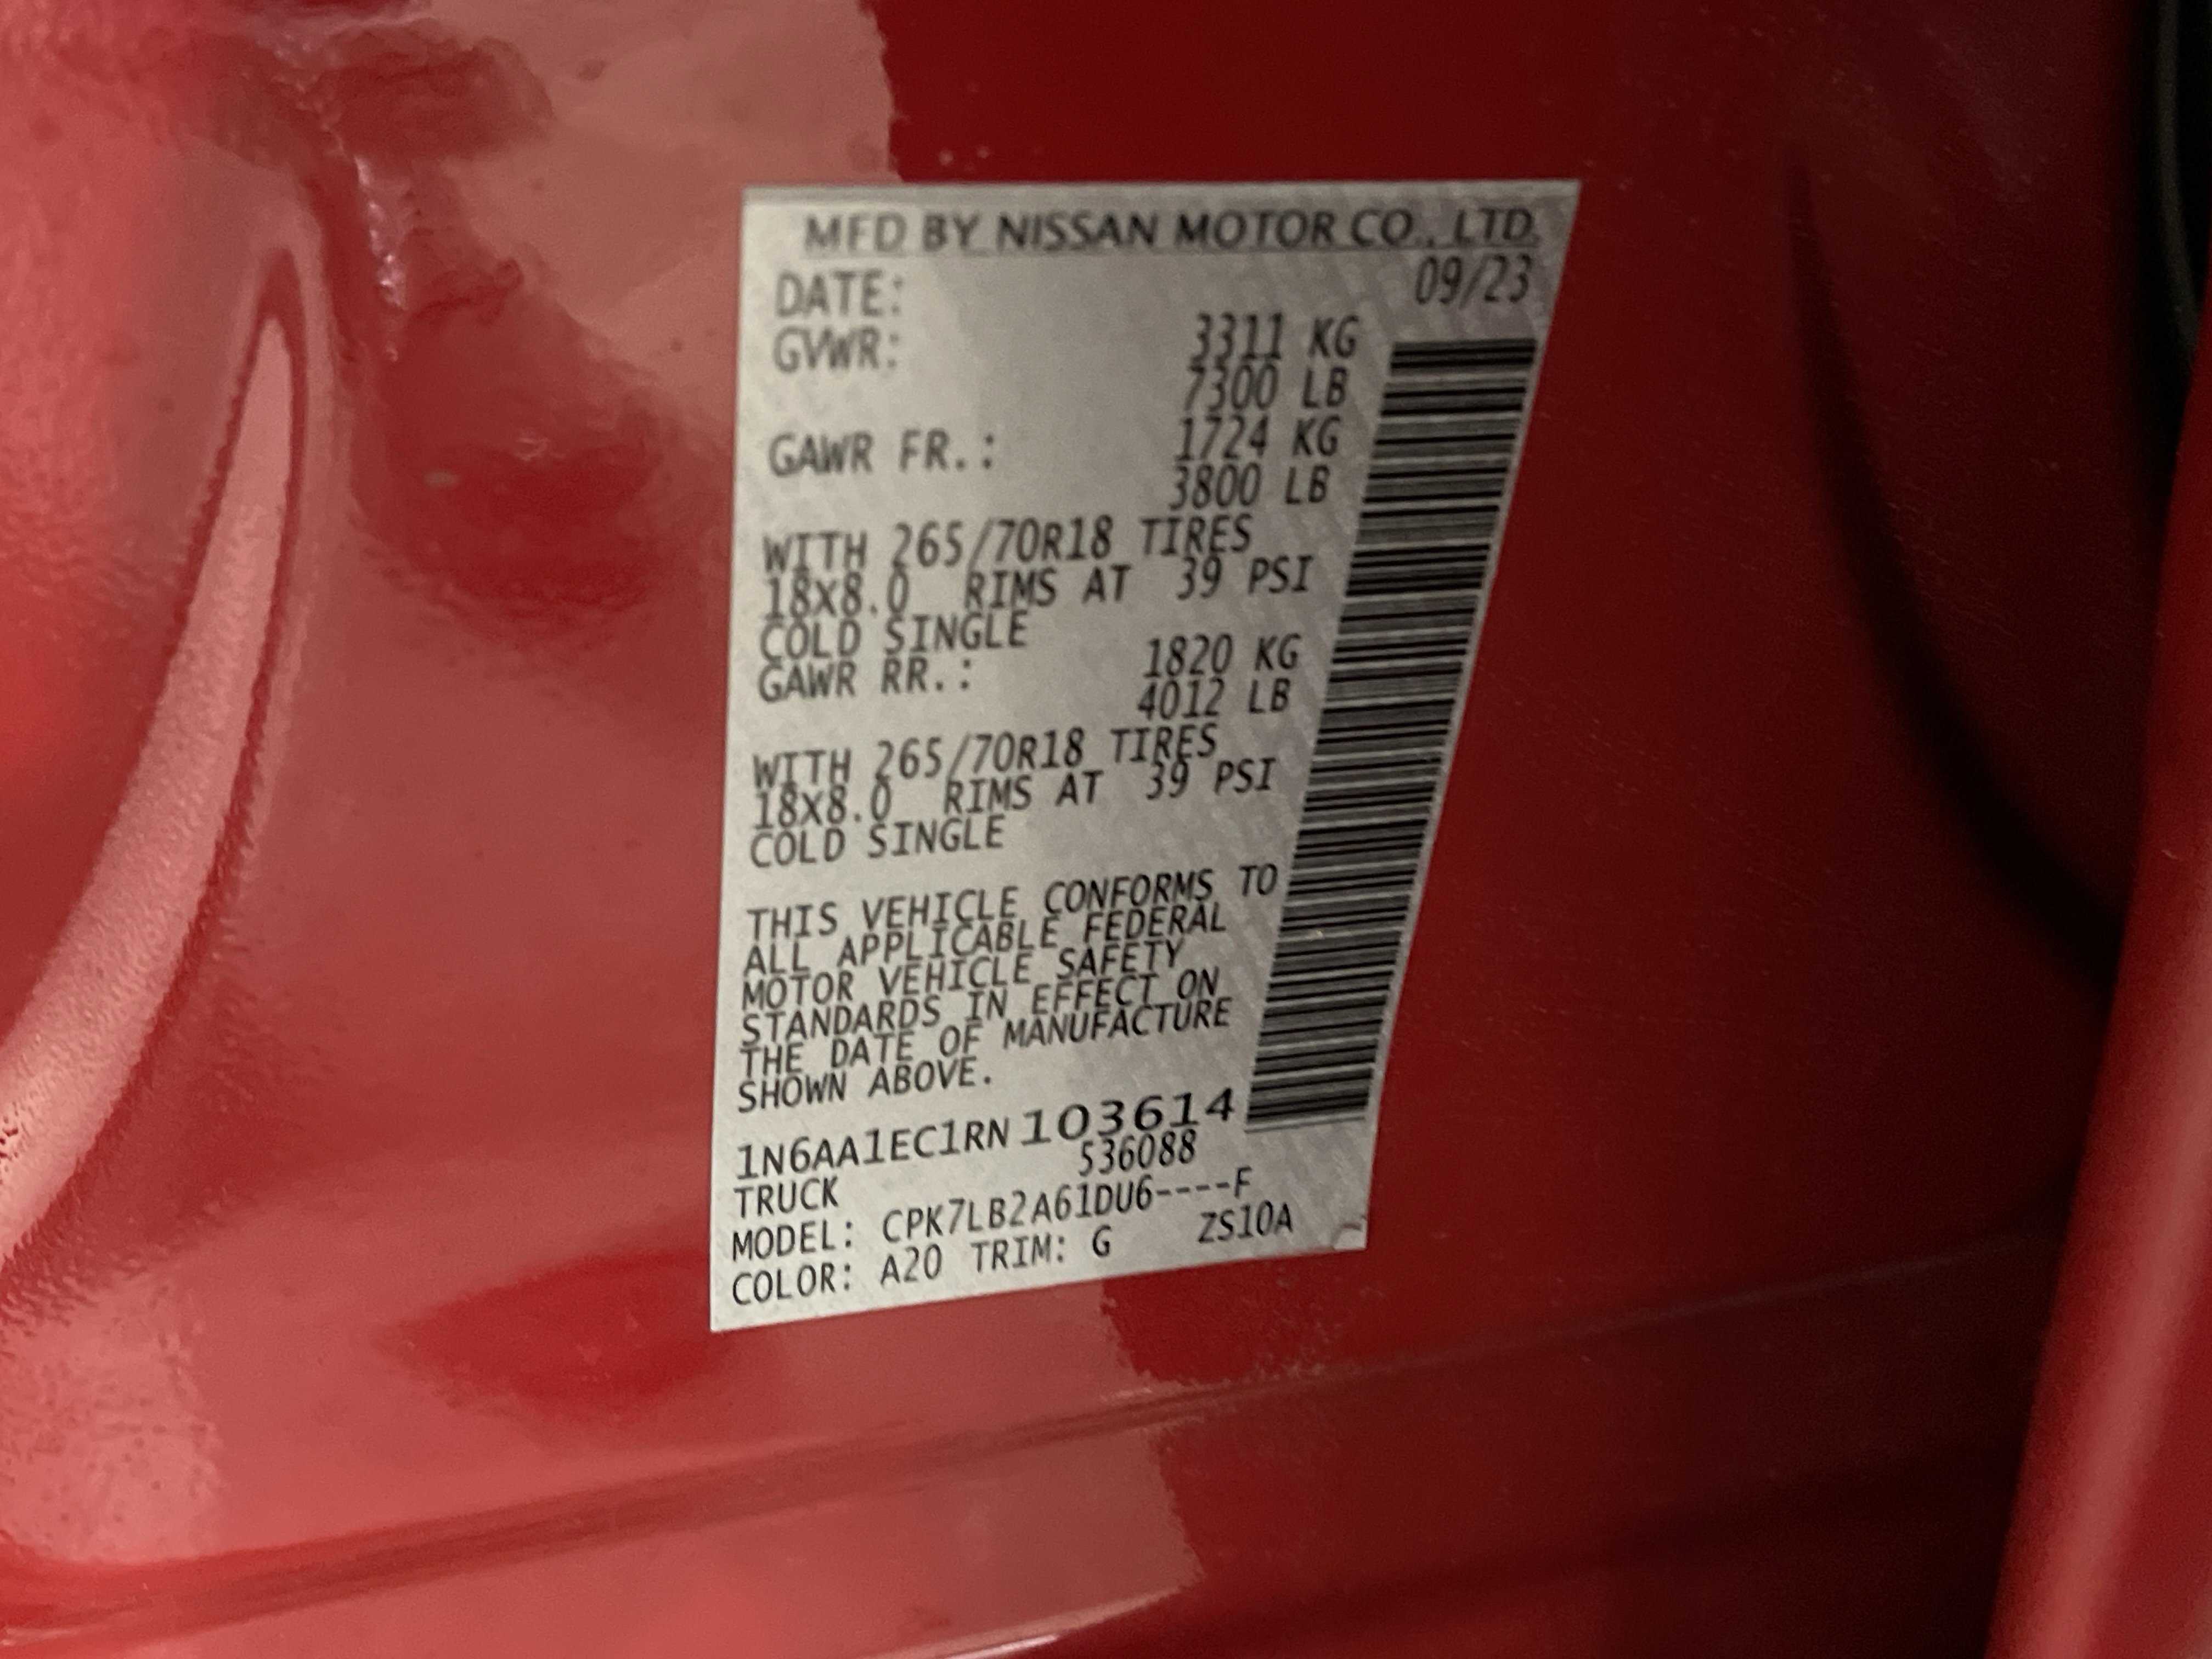 MFD BY NISSAN MOTOR CO., LTD.
DATE: 09/23
GVWR: 3311 KG
7300 LB
GAWR FR.: 1724 KG
3800 LB
WITH 265/70R18 TIRES
18X8.0 RIMS AT 39 PSI
COLD SINGLE
GAWR RR.: 1820 KG
4012 LB
WITH 265/70R18 TIRES
18X8.0 RIMS AT 39 PSI
COLD SINGLE
THIS VEHICLE CONFORMS TO
ALL APPLICABLE FEDERAL
MOTOR VEHICLE SAFETY
STANDARDS IN EFFECT ON
THE DATE OF MANUFACTURE
SHOWN ABOVE.
1N6AA1EC1RN103614
TRUCK 536088
MODEL: CPK7LB2A61DU6----F
COLOR: A20 TRIM: G ZS10A